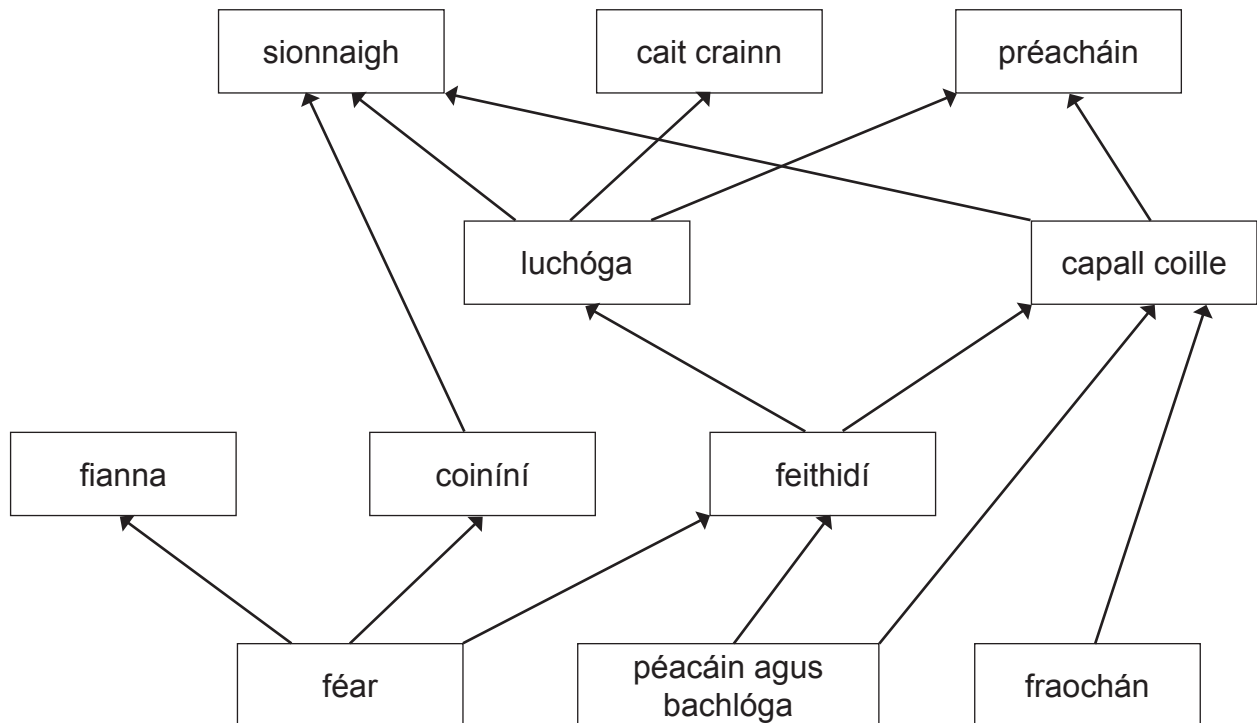 sionnaigh
cait crainn
préacháin
luchóga
capall coille
fianna
coiníní
feithidí
féar
péacáin agus
bachlóga
fraochán